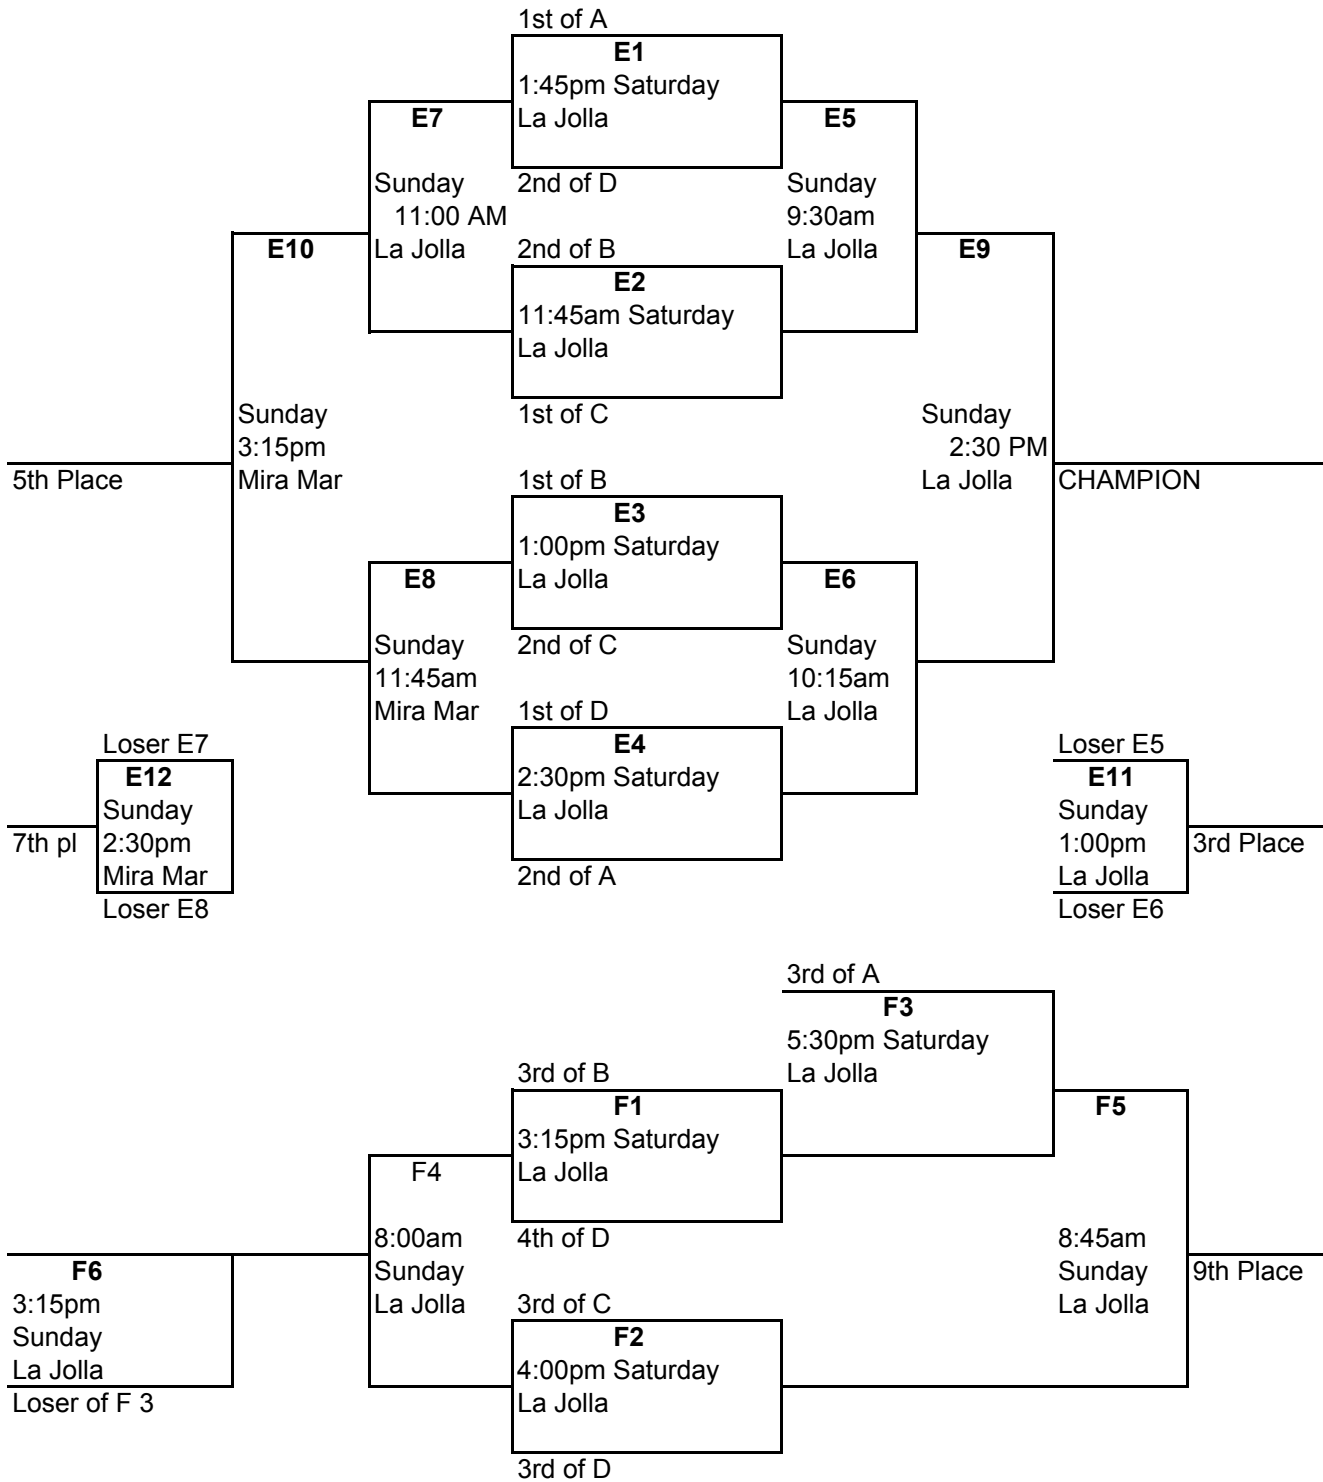 1st of A
E1
1:45pm Saturday
La Jolla
2nd of D
E7
Sunday
11:00 AM
La Jolla
E5
Sunday
9:30am
La Jolla
2nd of B
E2
11:45am Saturday
La Jolla
1st of C
E10
Sunday
3:15pm
Mira Mar
5th Place
E9
Sunday
2:30 PM
La Jolla
CHAMPION
1st of B
E3
1:00pm Saturday
La Jolla
2nd of C
E8
Sunday
11:45am
Mira Mar
E6
Sunday
10:15am
La Jolla
1st of D
E4
2:30pm Saturday
La Jolla
2nd of A
Loser E7
E12
Sunday
2:30pm
Mira Mar
Loser E8
7th pl
Loser E5
E11
Sunday
1:00pm
La Jolla
Loser E6
3rd Place
3rd of A
F3
5:30pm Saturday
La Jolla
3rd of B
F1
3:15pm Saturday
La Jolla
4th of D
F4
8:00am
Sunday
La Jolla
F5
8:45am
Sunday
La Jolla
9th Place
F6
3:15pm
Sunday
La Jolla
Loser of F 3
3rd of C
F2
4:00pm Saturday
La Jolla
3rd of D